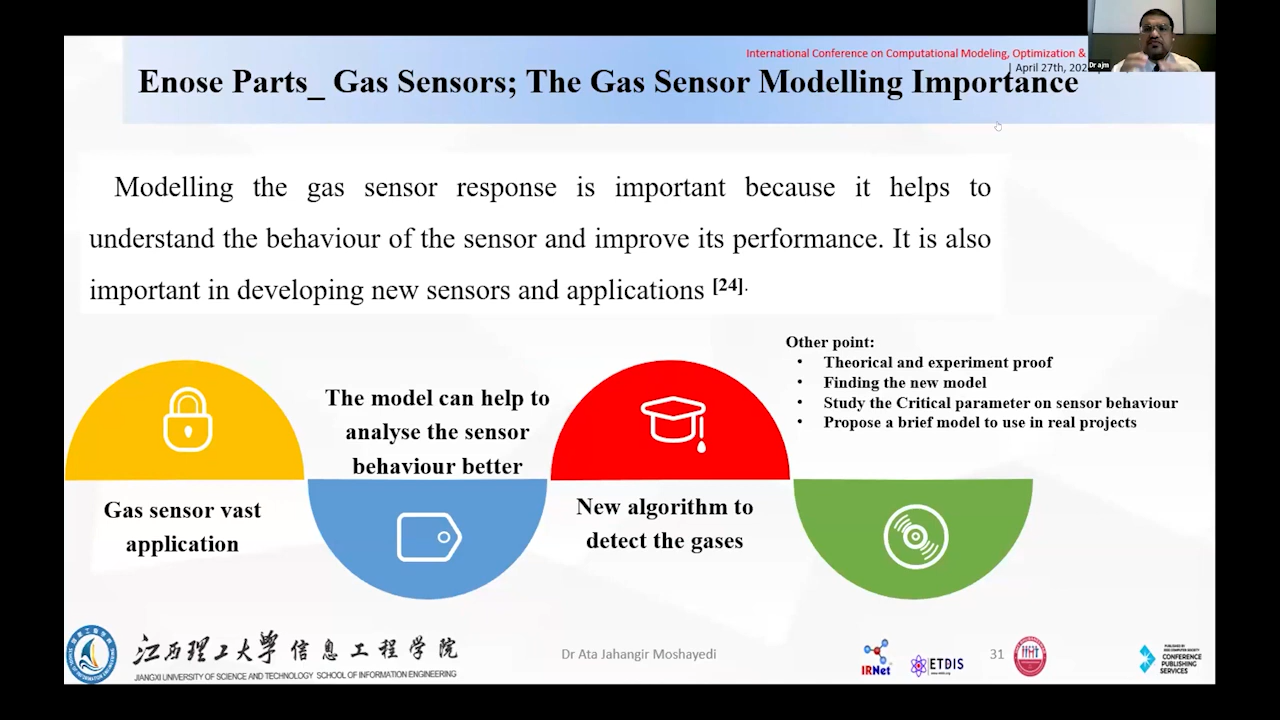 International Conference on Computational Modeling, Optimization &
| April 27th, 202
Dr ajm
Enose Parts_ Gas Sensors; The Gas Sensor Modelling Importance
Modelling the gas sensor response is important because it helps to
understand the behaviour of the sensor and improve its performance. It is also
important in developing new sensors and applications [24].
Other point:
• Theorical and experiment proof
• Finding the new model
• Study the Critical parameter on sensor behaviour
• Propose a brief model to use in real projects
The model can help to
analyse the sensor
behaviour better
Gas sensor vast
application
New algorithm to
detect the gases
江西理工大學信息工程学院
JIANGXI UNIVERSITY OF SCIENCE AND TECHNOLOGY SCHOOL OF INFORMATION ENGINEERING
Dr Ata Jahangir Moshayedi
IRNet
ETDIS
31
CONFERENCE
PUBLISHING
SERVICES